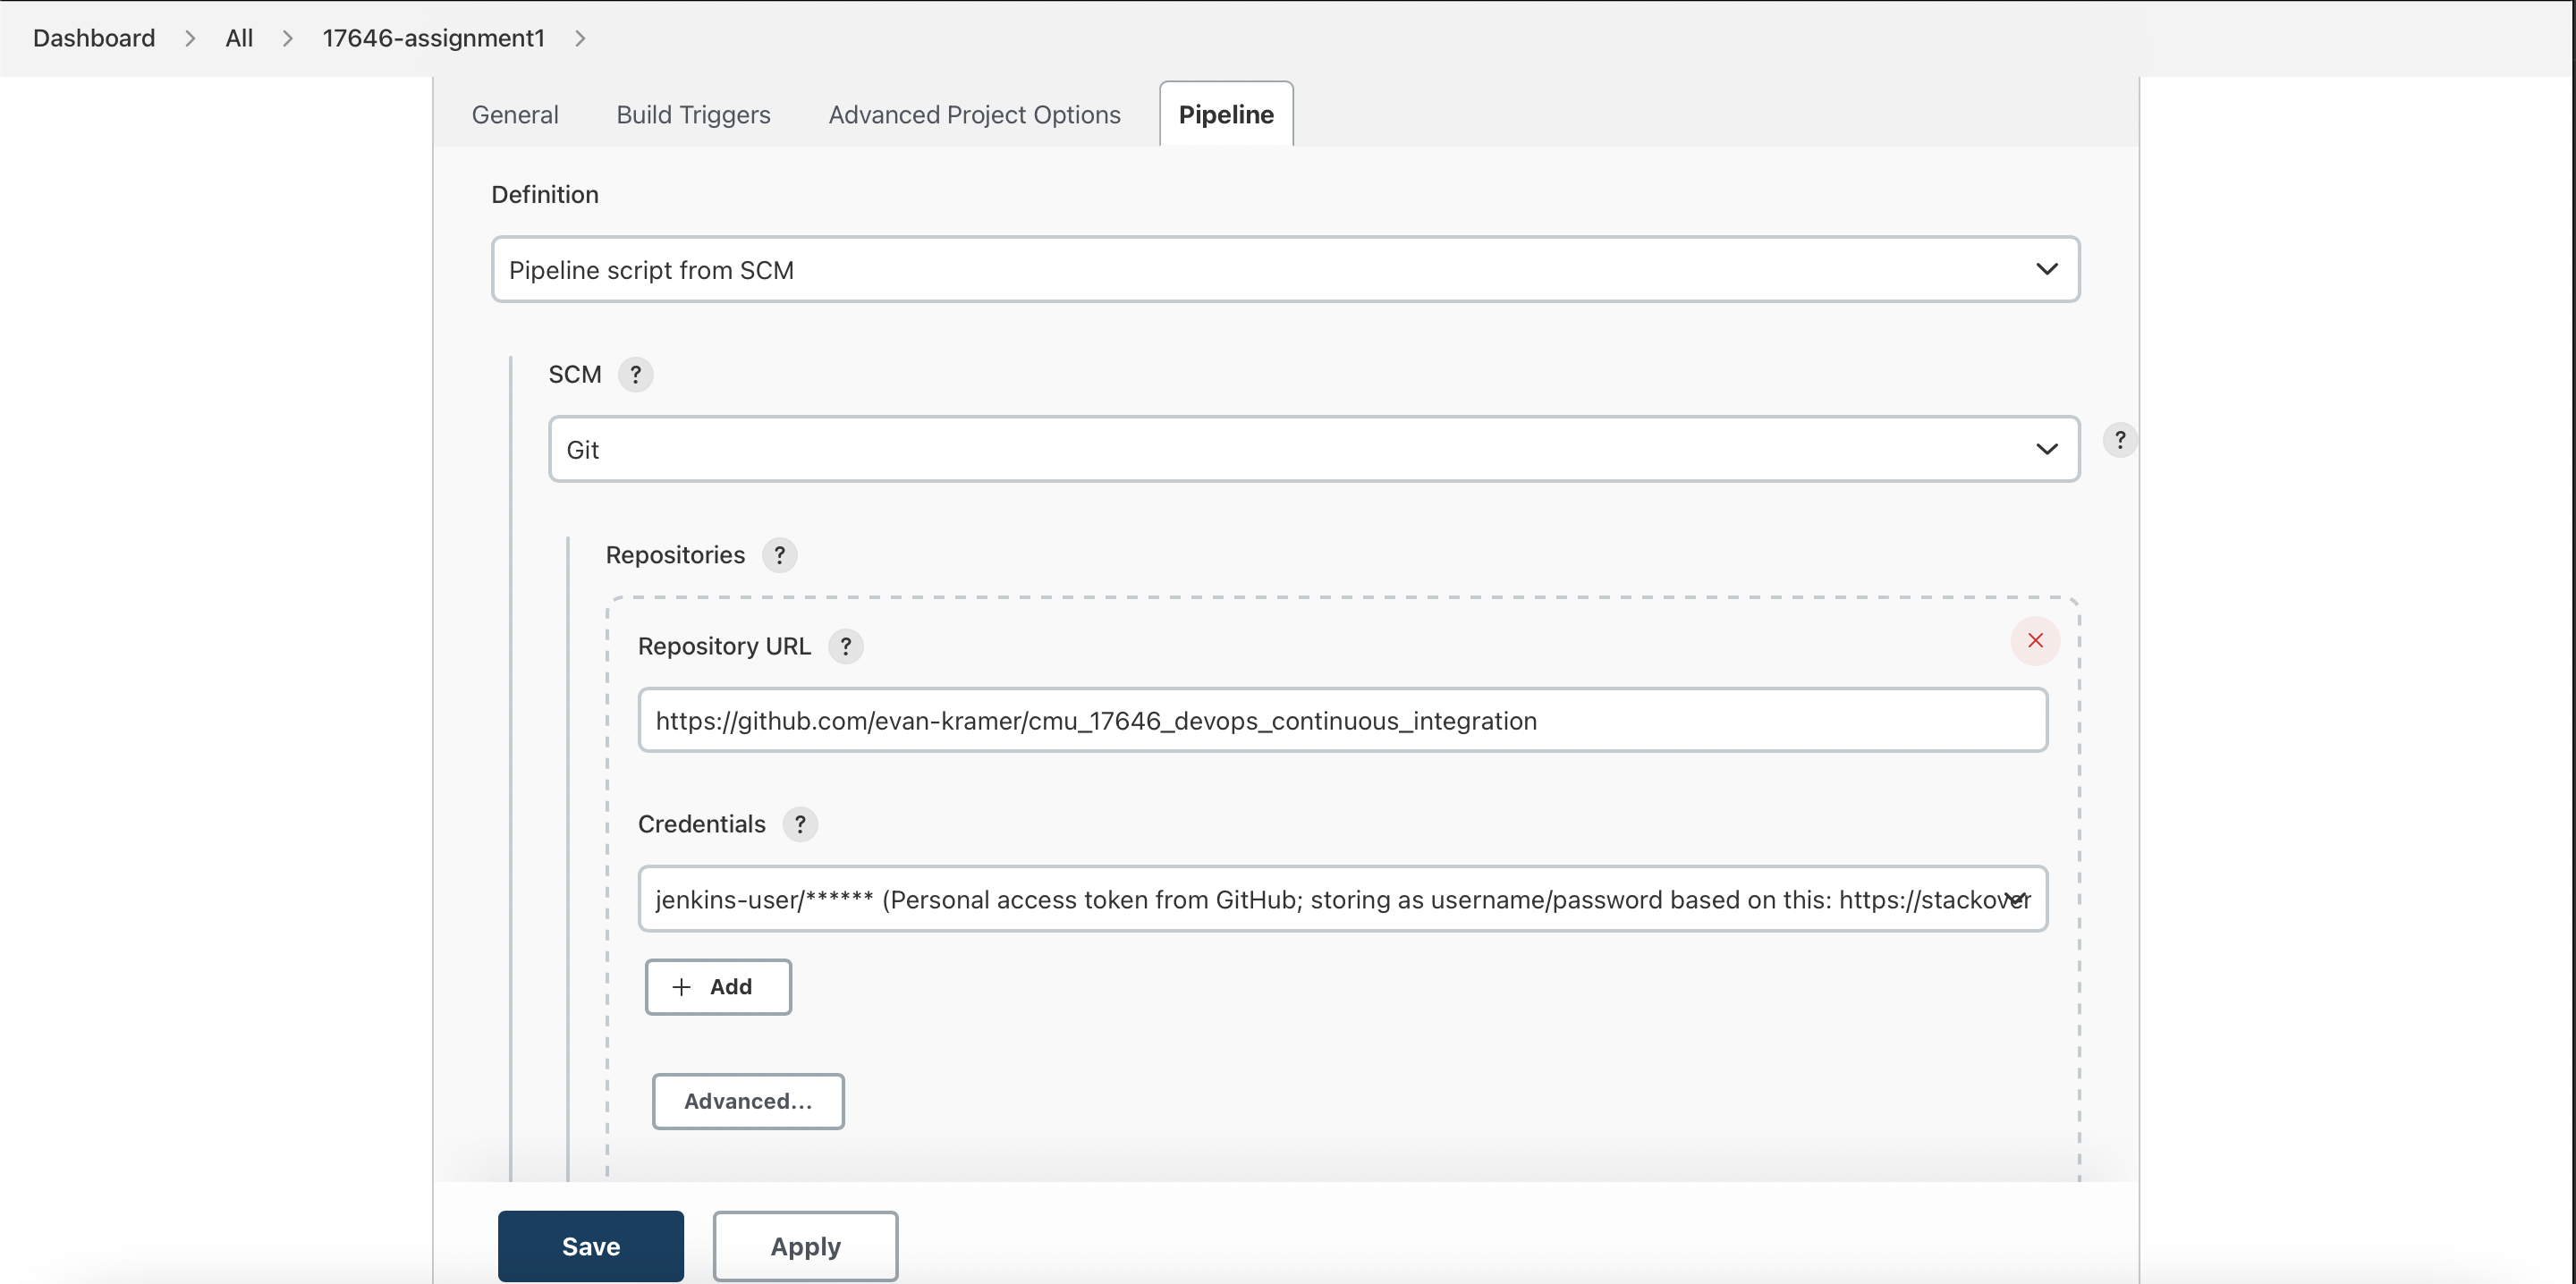 Dashboard > All > 17646-assignment1 >
General Build Triggers Advanced Project Options Pipeline
Definition
Pipeline script from SCM
SCM ?
Git
?
Repositories ?
Repository URL ?
https://github.com/evan-kramer/cmu_17646_devops_continuous_integration
Credentials ?
jenkins-user/****** (Personal access token from GitHub; storing as username/password based on this: https://stackover
+ Add
Advanced...
Save Apply